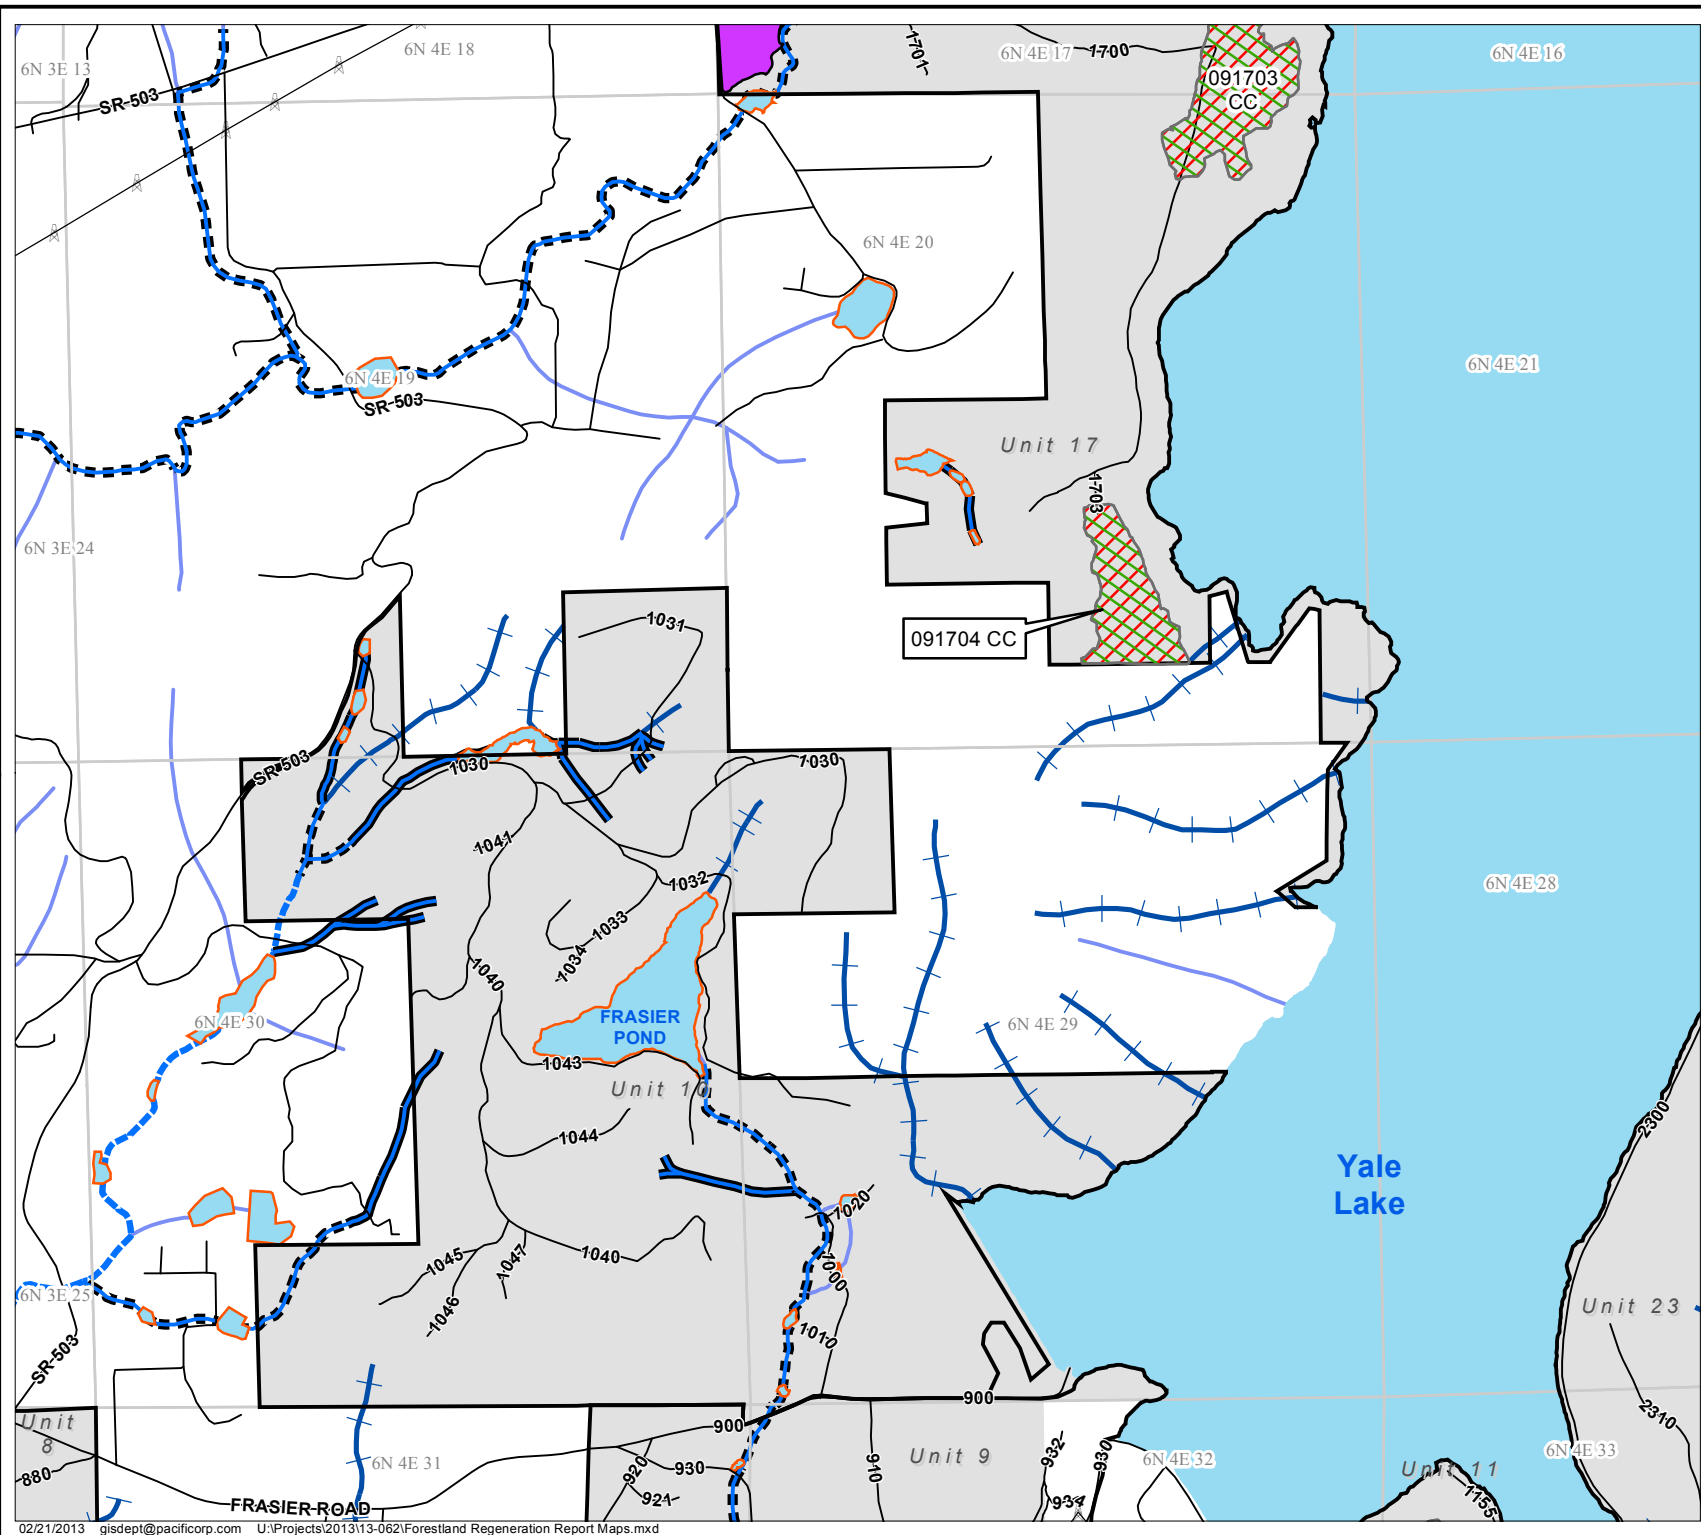 6N 3E 13
SR-503
6N 4E 18
1701
6N 4E 17
1700
6N 4E 16
091703
CC
6N 4E 20
6N 4E 19
SR-503
6N 4E 21
Unit 17
1703
6N 3E 24
091704 CC
1031
SR-503
1030
1030
1041
1032
1033
1034
1040
6N 4E 28
FRASIER
POND
6N 4E 30
6N 4E 29
1043
Unit 10
1044
2300
Yale
Lake
1020
1045
1047
1040
1000
6N 3E 25
1046
1010
Unit 23
SR-503
900
2310
Unit
8
900
932
930
6N 4E 33
6N 4E 31
Unit 9
6N 4E 32
880
920
930
910
Unit 11
921
934
1155
FRASIER ROAD
02/21/2013 gisdept@pacificorp.com U:\Projects\2013\13-062\Forestland Regeneration Report Maps.mxd